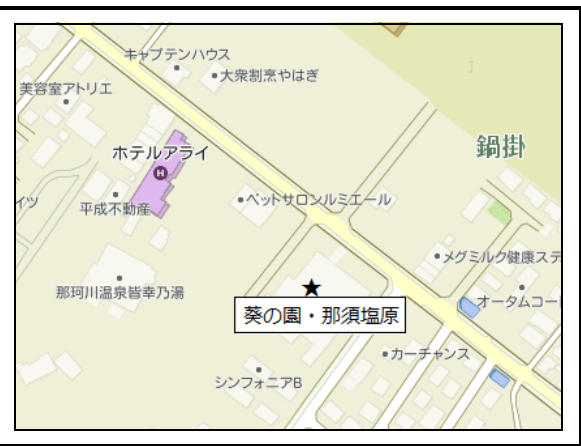 キャプテンハウス
大衆割烹やはぎ
美容室アトリエ
ホテルアライ
H
鍋掛
イツ
平成不動産
ペットサロンルミエール
メグミルク健康ステ
那珂川温泉皆幸乃湯
オータムコー
葵の園・那須塩原
カーチャンス
シンフォニアB